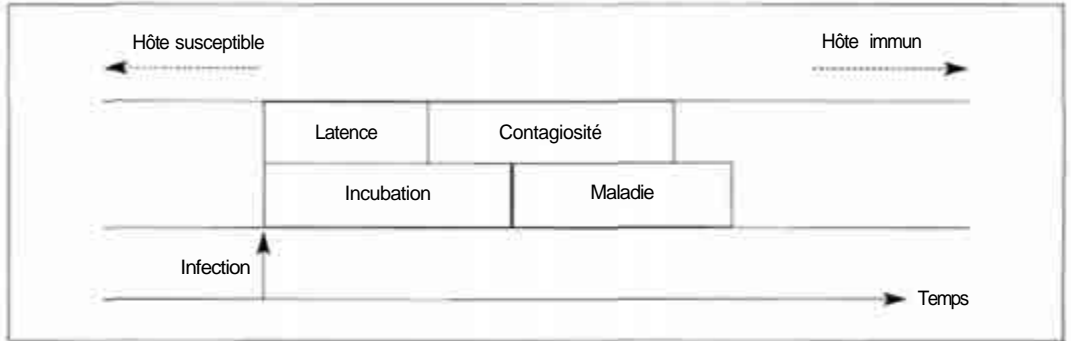 Hôte susceptible
Hôte immun
Latence
Contagiosité
Incubation
Maladie
Infection
Temps